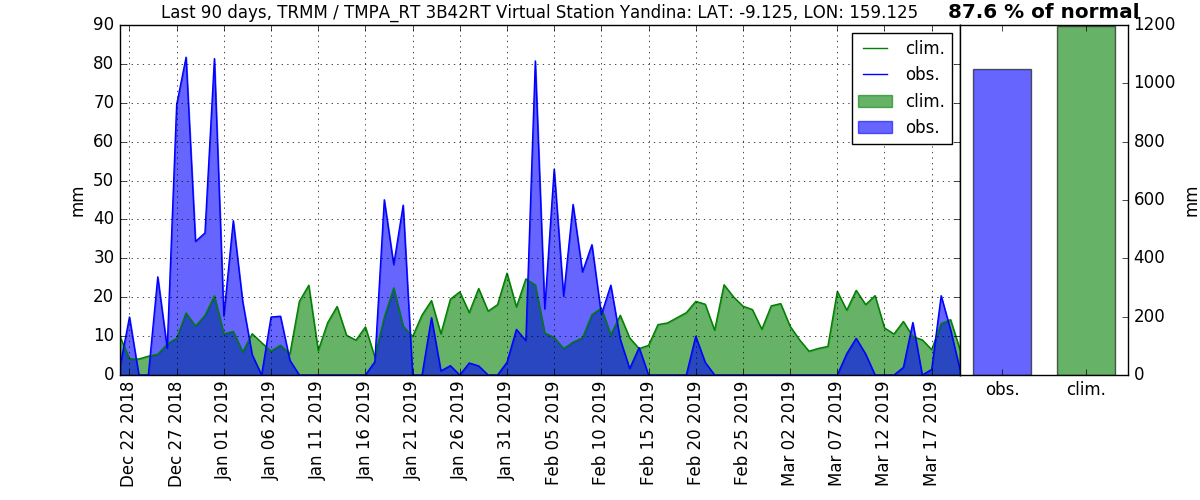 Last 90 days, TRMM / TMPA_RT 3B42RT Virtual Station Yandina: LAT: -9.125, LON: 159.125
87.6 % of normal
90
80
70
60
50
40
30
20
10
0
mm
clim.
obs.
clim.
obs.
1200
1000
800
600
400
200
0
mm
obs.
clim.
Dec 22 2018
Dec 27 2018
Jan 01 2019
Jan 06 2019
Jan 11 2019
Jan 16 2019
Jan 21 2019
Jan 26 2019
Jan 31 2019
Feb 05 2019
Feb 10 2019
Feb 15 2019
Feb 20 2019
Feb 25 2019
Mar 02 2019
Mar 07 2019
Mar 12 2019
Mar 17 2019